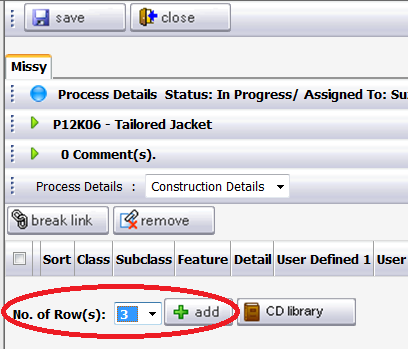 save close
Missy
Process Details Status: In Progress/ Assigned To: Su
P12K06 - Tailored Jacket
0 Comment(s).
Process Details : Construction Details
break link remove
Sort Class Subclass Feature Detail User Defined 1 User
No. of Row(s): 3 add CD library